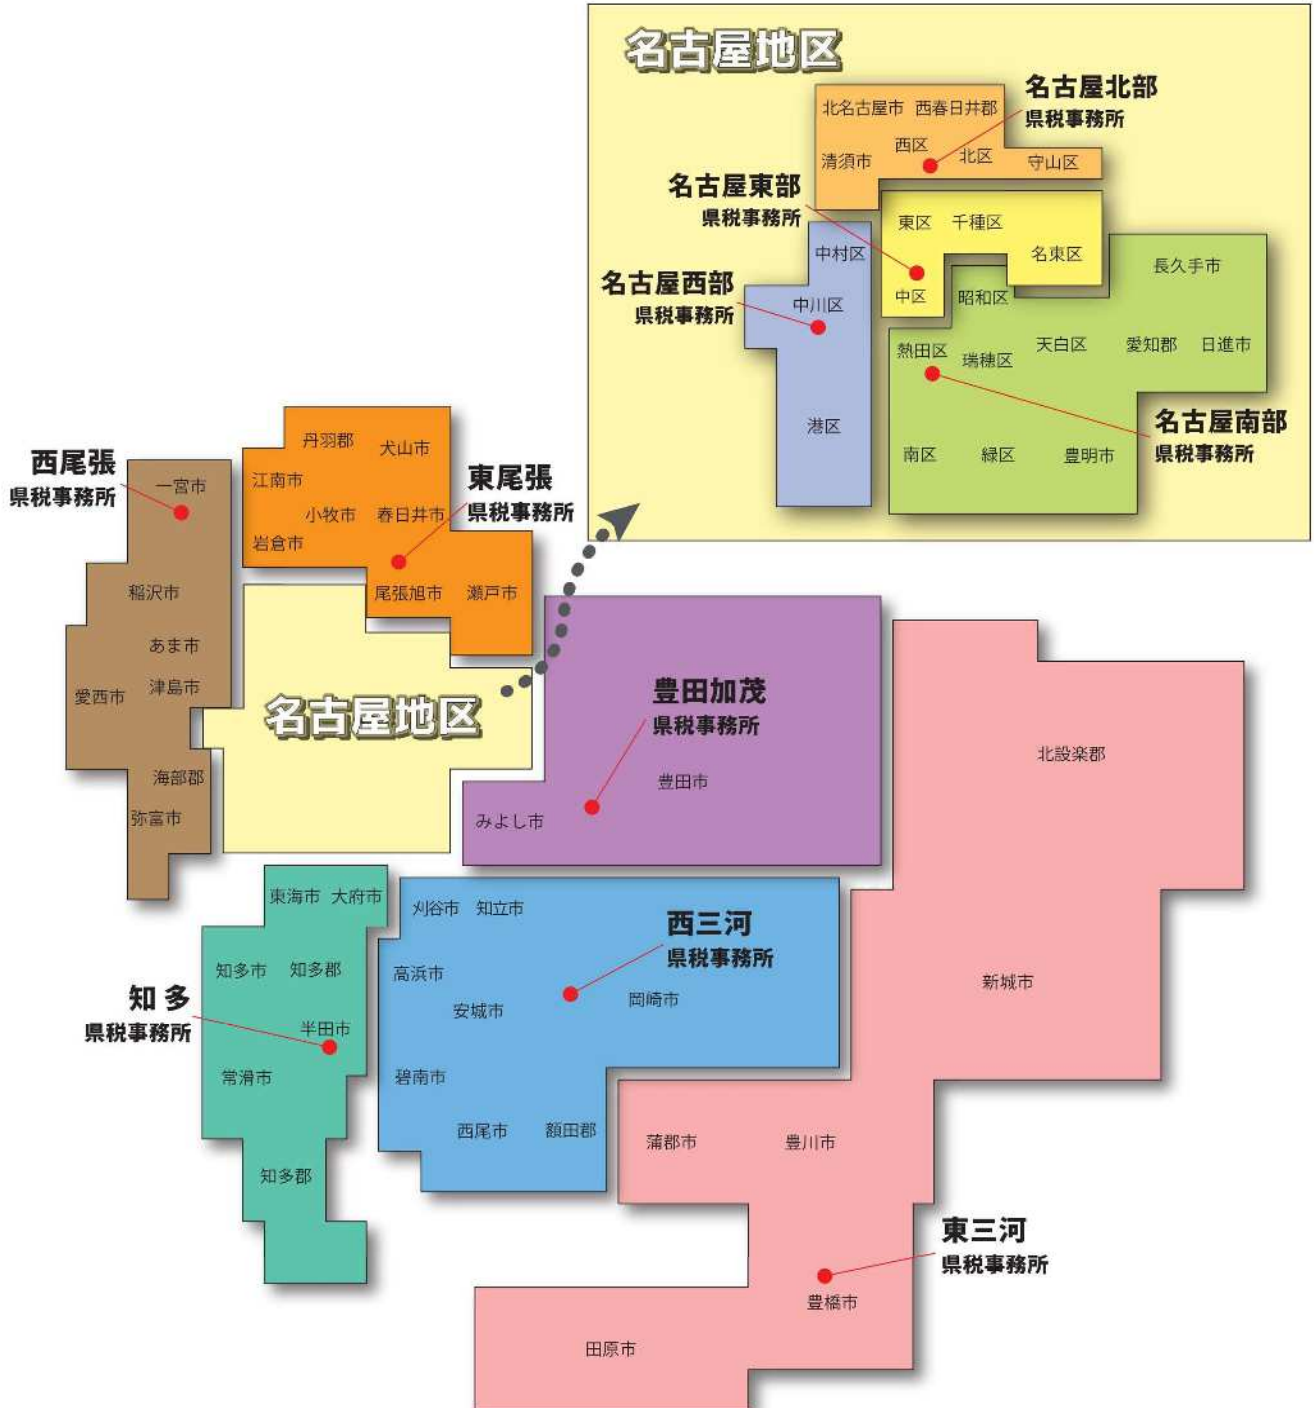 名古屋地区
名古屋北部
県税事務所
北名古屋市 西春日井郡
西区
北区
清須市
守山区
名古屋東部
県税事務所
東区 千種区
名東区
中区
名古屋西部
県税事務所
中村区
中川区
港区
長久手市
昭和区
熱田区
瑞穂区
天白区
愛知郡
日進市
南区
緑区
豊明市
名古屋南部
県税事務所
西尾張
県税事務所
一宮市
稲沢市
あま市
愛西市
津島市
海部郡
弥富市
丹羽郡
犬山市
江南市
小牧市
春日井市
岩倉市
尾張旭市
瀬戸市
東尾張
県税事務所
名古屋地区
豊田加茂
県税事務所
豊田市
みよし市
北設楽郡
新城市
東海市 大府市
知多市
知多郡
知多
県税事務所
半田市
常滑市
知多郡
刈谷市 知立市
西三河
県税事務所
高浜市
安城市
岡崎市
碧南市
西尾市
額田郡
蒲郡市
豊川市
東三河
県税事務所
豊橋市
田原市